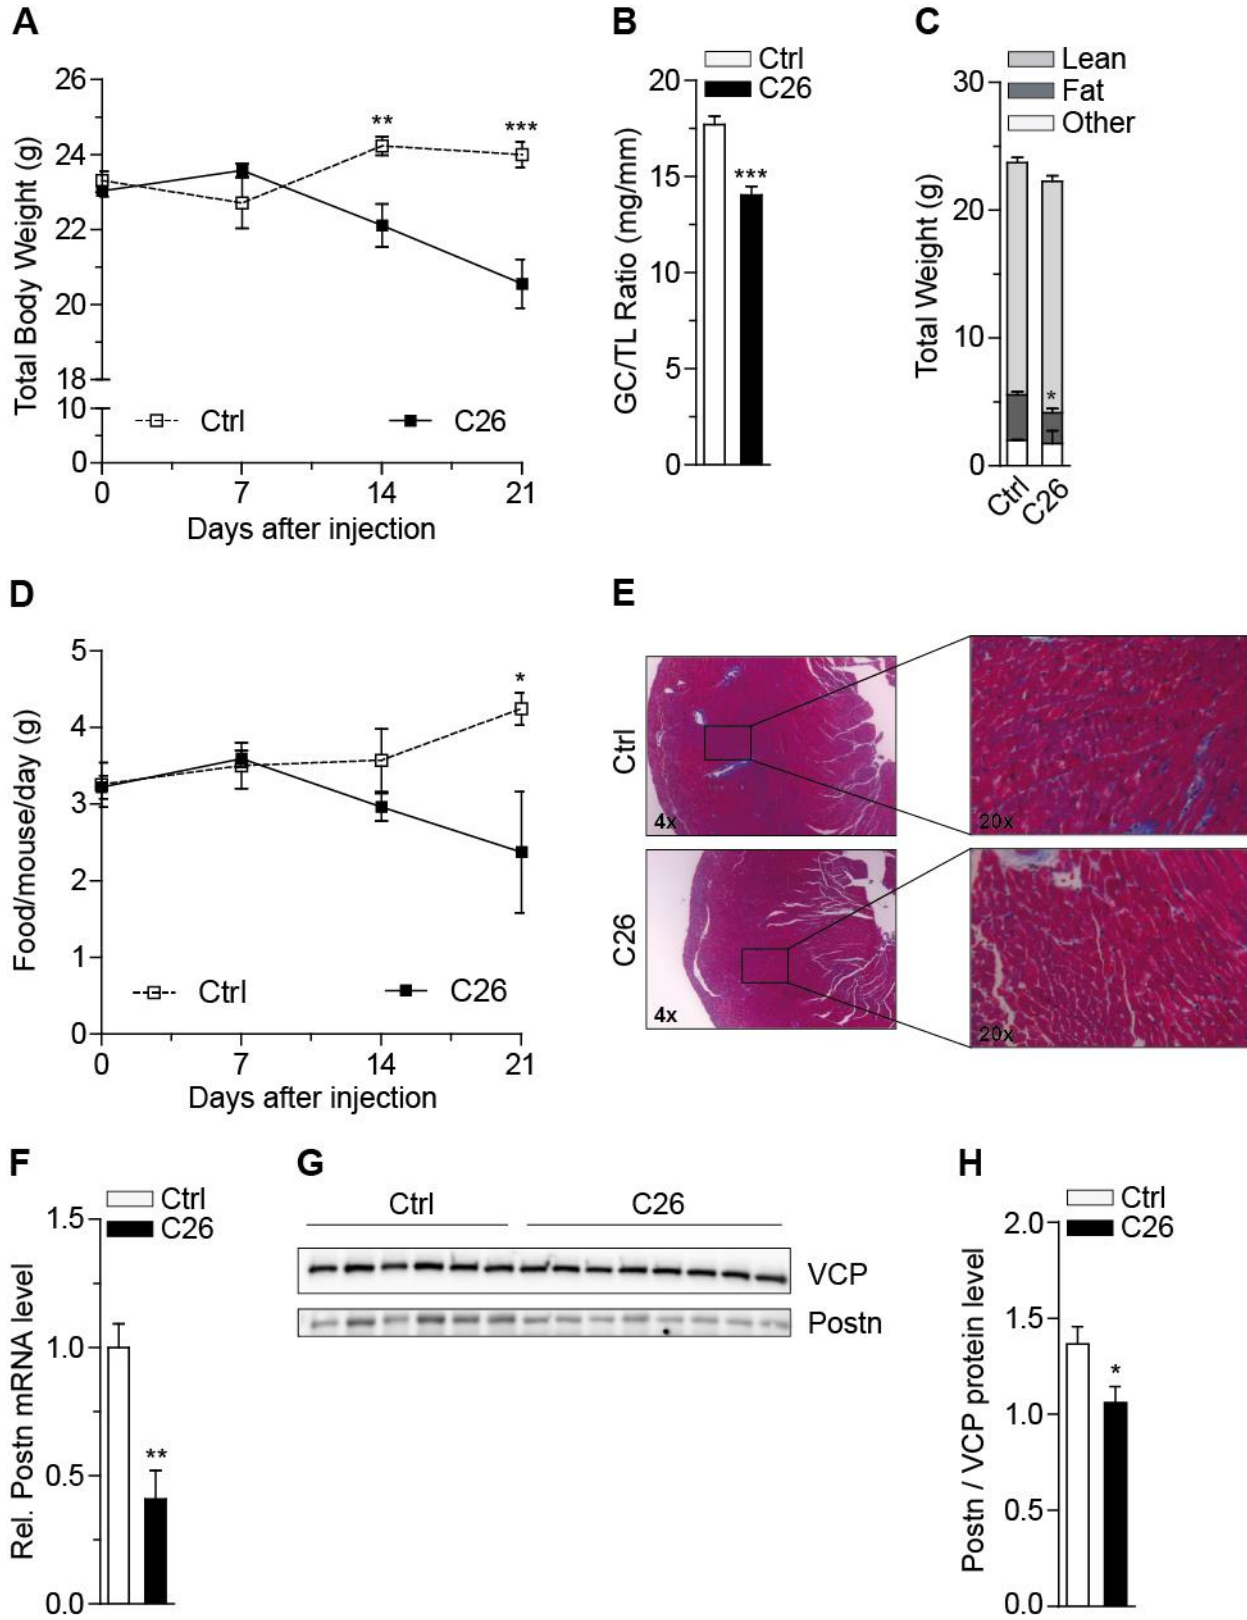 A
Total Body Weight (g)
26
24
22
20
18
10
0
**
***
Ctrl
C26
0
7
14
21
Days after injection
B
Ctrl
C26
GC/TL Ratio (mg/mm)
20
15
10
5
0
***
C
Lean
Fat
Other
Total Weight (g)
30
20
10
0
*
Ctrl
C26
D
Food/mouse/day (g)
5
4
3
2
1
0
*
Ctrl
C26
0
7
14
21
Days after injection
E
Ctrl
4x
20x
C26
4x
20x
F
Ctrl
C26
Rel. Postn mRNA level
1.5
1.0
0.5
0.0
**
G
Ctrl
C26
VCP
Postn
H
Ctrl
C26
Postn / VCP protein level
2.0
1.5
1.0
0.5
0.0
*